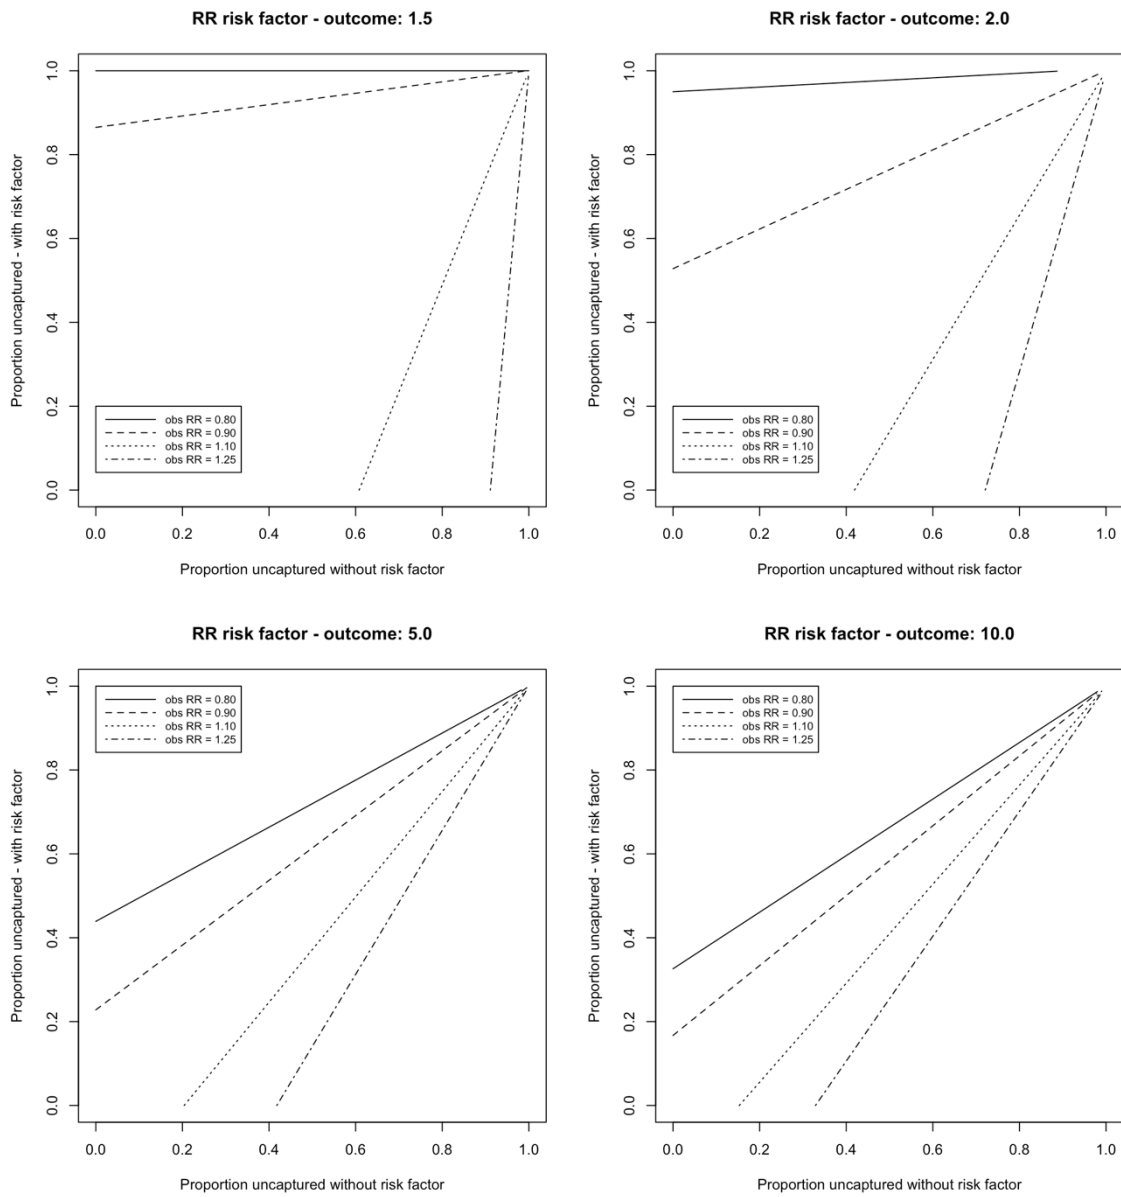 RR risk factor - outcome: 1.5
Proportion uncaptured - with risk factor
1.0
0.8
0.6
0.4
0.2
0.0
obs RR = 0.80
obs RR = 0.90
obs RR = 1.10
obs RR = 1.25
0.0 0.2 0.4 0.6 0.8 1.0
Proportion uncaptured without risk factor
RR risk factor - outcome: 2.0
Proportion uncaptured - with risk factor
1.0
0.8
0.6
0.4
0.2
0.0
obs RR = 0.80
obs RR = 0.90
obs RR = 1.10
obs RR = 1.25
0.0 0.2 0.4 0.6 0.8 1.0
Proportion uncaptured without risk factor
RR risk factor - outcome: 5.0
Proportion uncaptured - with risk factor
1.0
0.8
0.6
0.4
0.2
0.0
obs RR = 0.80
obs RR = 0.90
obs RR = 1.10
obs RR = 1.25
0.0 0.2 0.4 0.6 0.8 1.0
Proportion uncaptured without risk factor
RR risk factor - outcome: 10.0
Proportion uncaptured - with risk factor
1.0
0.8
0.6
0.4
0.2
0.0
obs RR = 0.80
obs RR = 0.90
obs RR = 1.10
obs RR = 1.25
0.0 0.2 0.4 0.6 0.8 1.0
Proportion uncaptured without risk factor